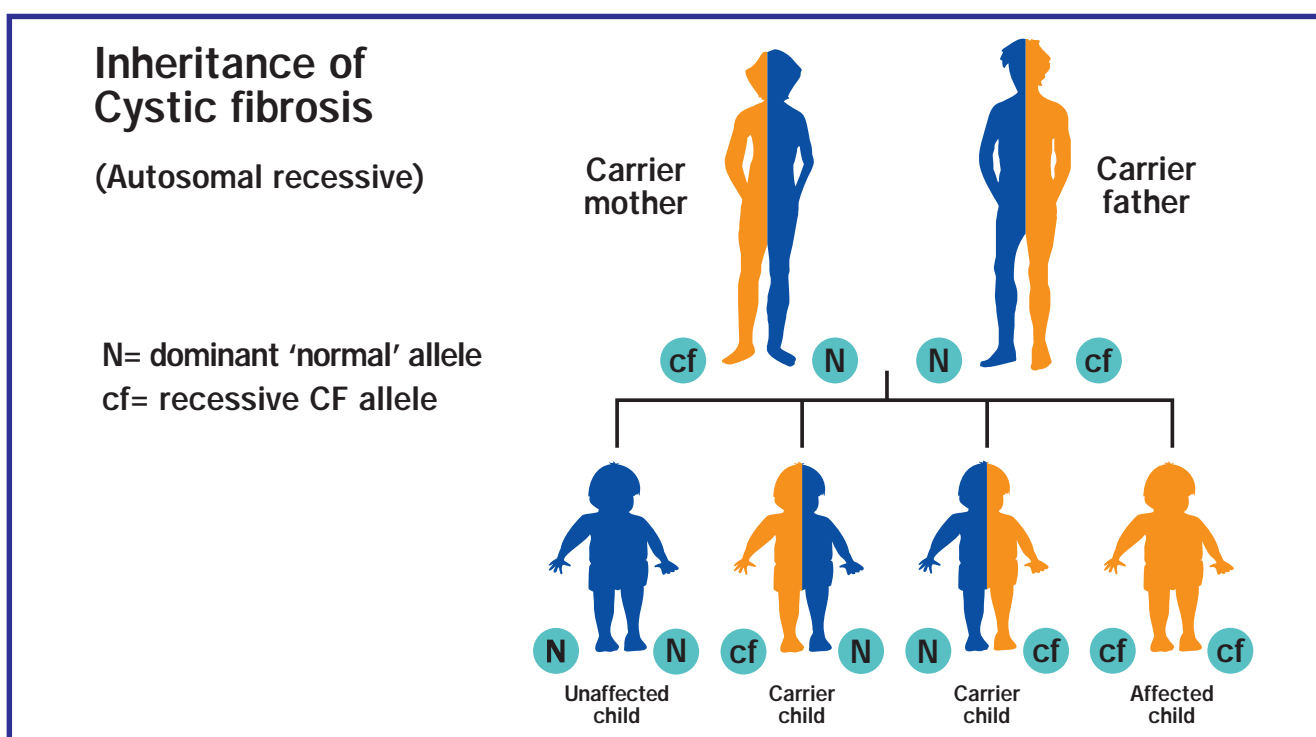 Inheritance of
Cystic fibrosis
(Autosomal recessive)
Carrier
mother
Carrier
father
N= dominant ‘normal’ allele
cf= recessive CF allele
cf N N cf
N N cf N N cf cf cf
Unaffected
child
Carrier
child
Carrier
child
Affected
child